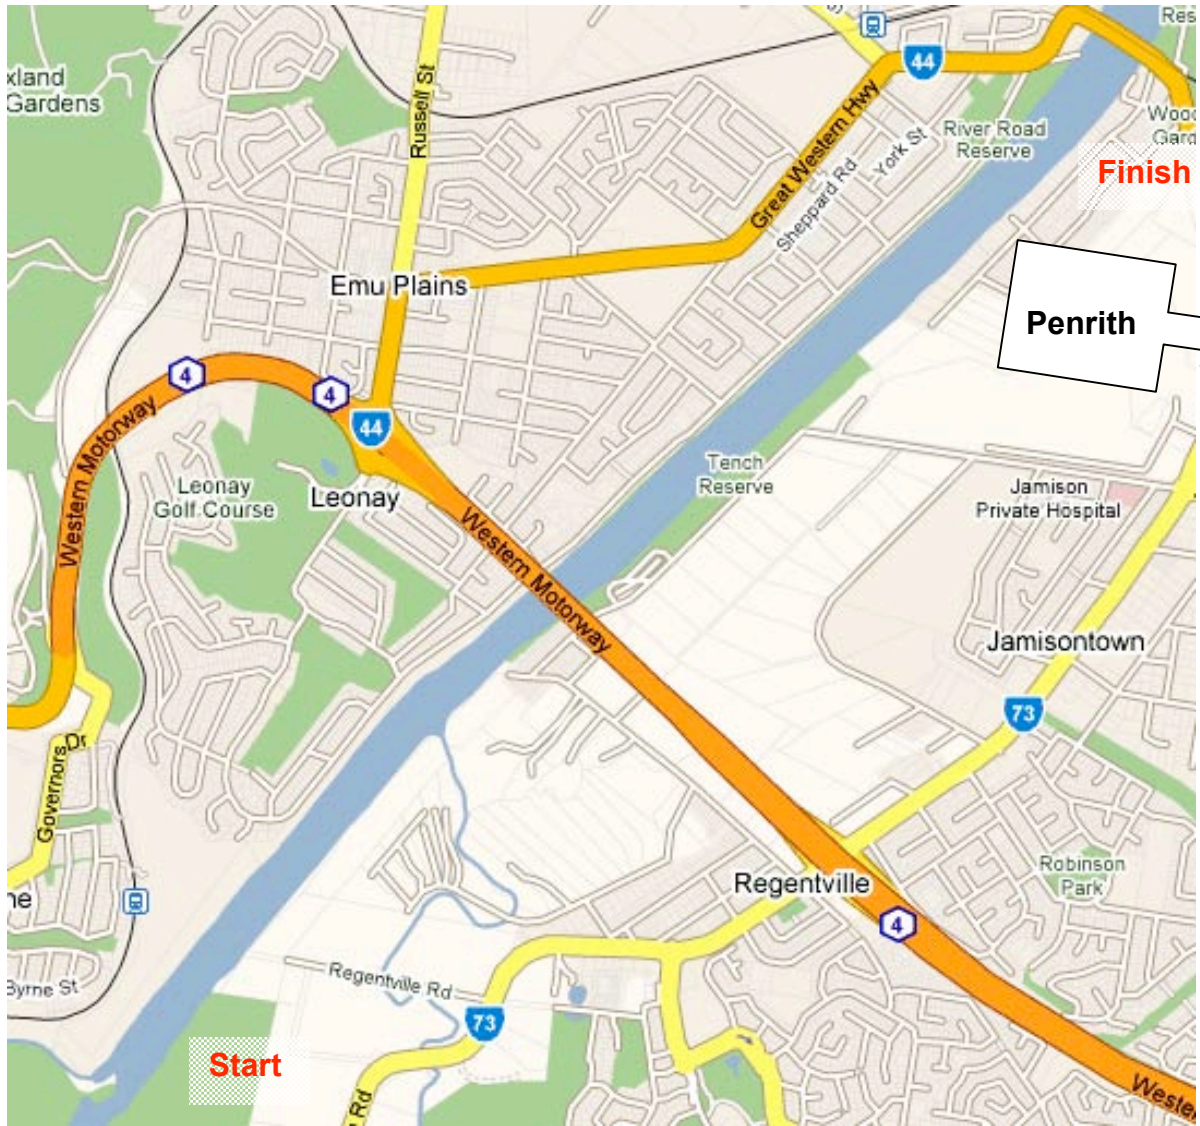 Res
44
xland
Gardens
Russell St
Great Western Hwy
York St
Sheppard Rd
River Road
Reserve
Wood
Gard
Finish
Emu Plains
Penrith
4
4
44
Western Motorway
Leonay
Golf Course
Leonay
Tench
Reserve
Jamison
Private Hospital
Western Motorway
Jamisontown
73
Governors Dr
Robinson
Park
Regentville
ne
4
Byrne St
Regentville Rd
73
Start
Rd
Wester